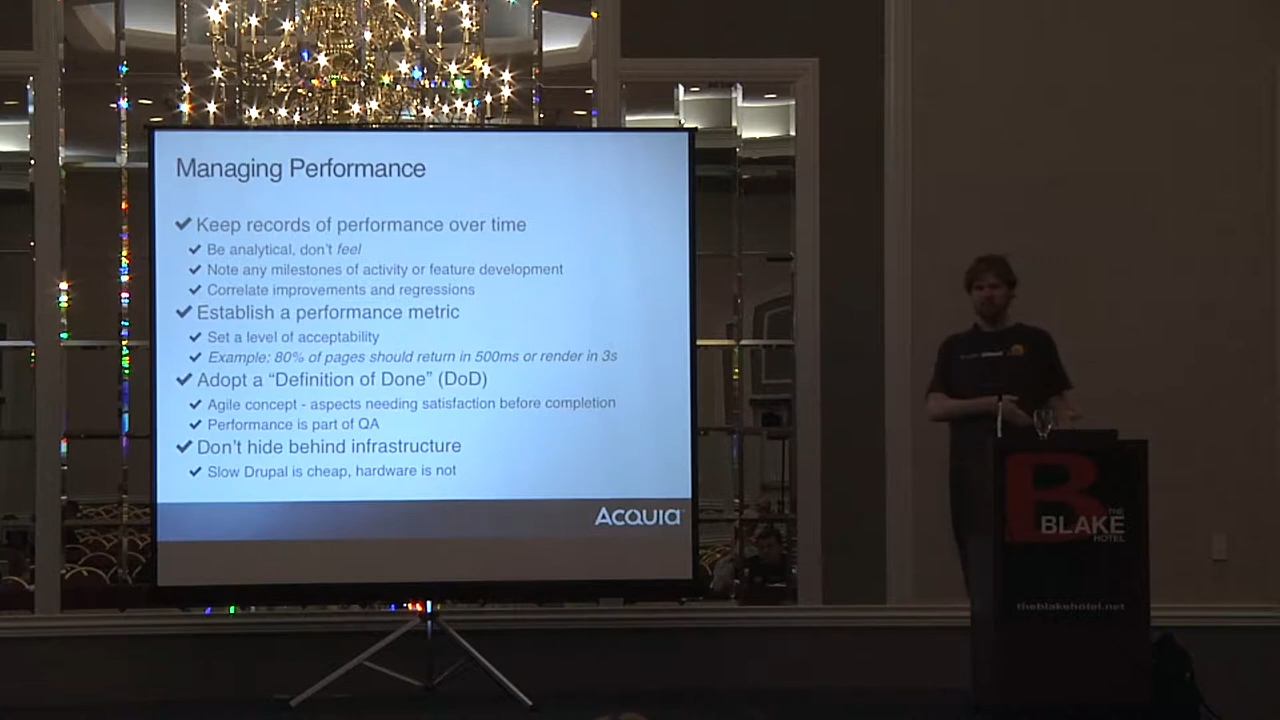 Managing Performance
Keep records of performance over time
Be analytical, don't feel
Note any milestones of activity or feature development
Correlate improvements and regressions
Establish a performance metric
Set a level of acceptability
Example: 80% of pages should return in 500ms or render in 3s
Adopt a “Definition of Done” (DoD)
Agile concept - aspects needing satisfaction before completion
Performance is part of QA
Don't hide behind infrastructure
Slow Drupal is cheap, hardware is not
ACQUIA
B
THE
BLAKE
HOTEL
theblakehotel.net